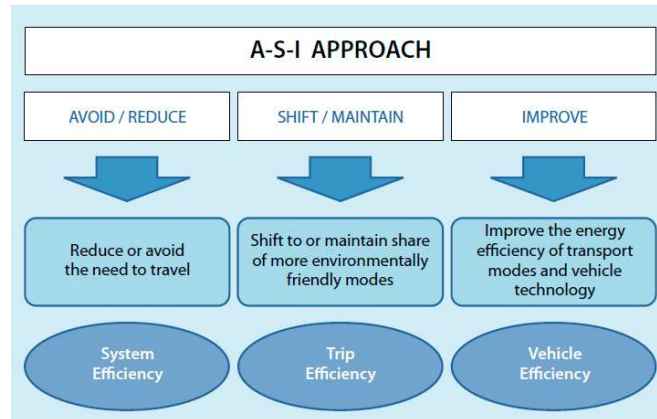 A-S-I APPROACH
AVOID / REDUCE
SHIFT / MAINTAIN
IMPROVE
Reduce or avoid
the need to travel
Shift to or maintain share
of more environmentally
friendly modes
Improve the energy
efficiency of transport
modes and vehicle
technology
System
Efficiency
Trip
Efficiency
Vehicle
Efficiency